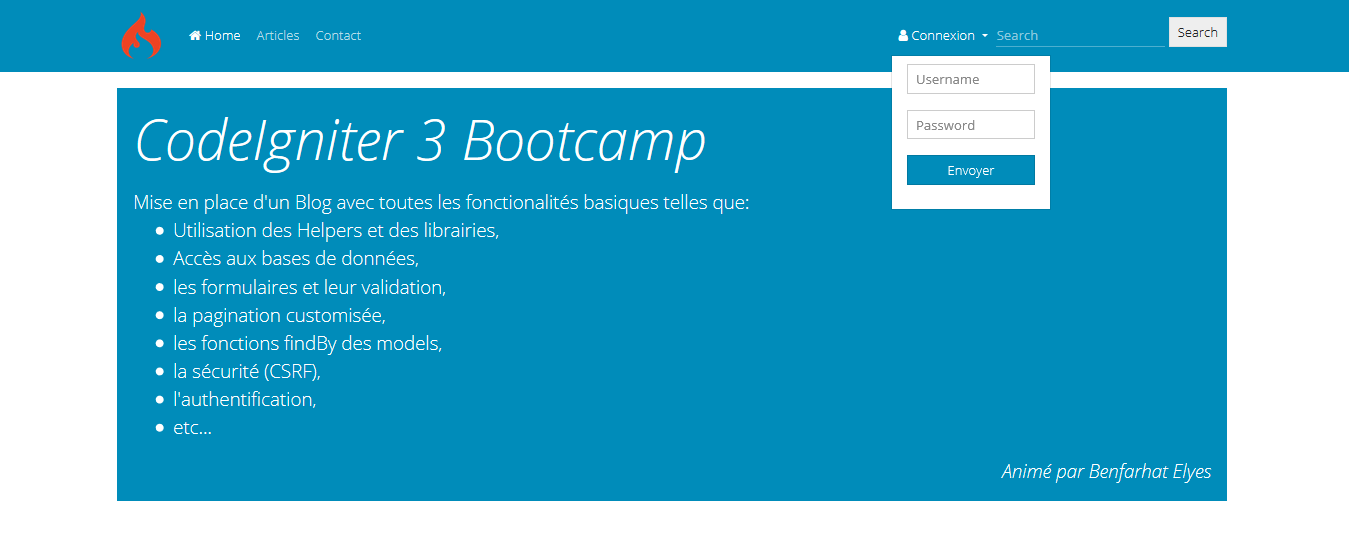 Home Articles Contact Connexion Search Search
Username
Password
Envoyer
CodeIgniter 3 Bootcamp
Mise en place d'un Blog avec toutes les fonctionalités basiques telles que:
Utilisation des Helpers et des librairies,
Accès aux bases de données,
les formulaires et leur validation,
la pagination customisée,
les fonctions findBy des models,
la sécurité (CSRF),
l'authentification,
etc...
Animé par Benfarhat Elyes